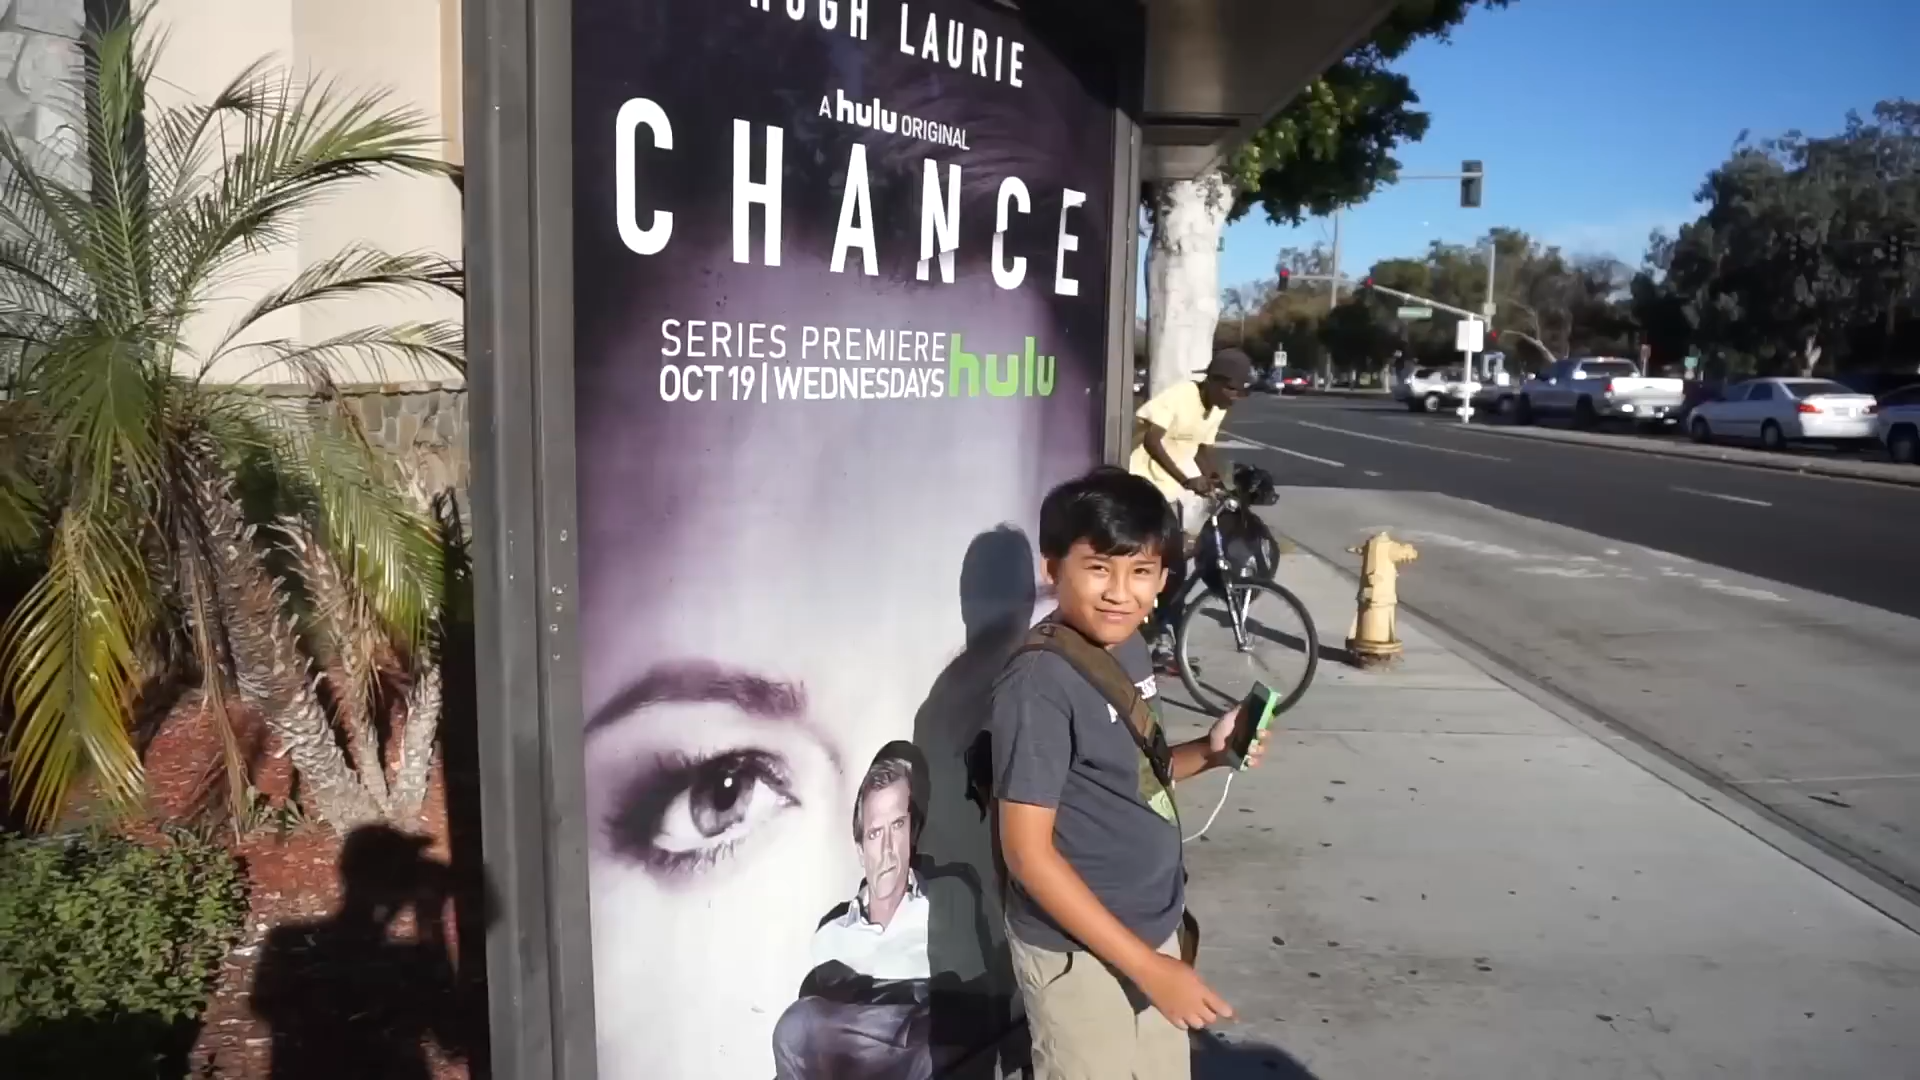 HUGH LAURIE
A hulu ORIGINAL
CHANCE
SERIES PREMIERE
OCT 19 | WEDNESDAYS
hulu